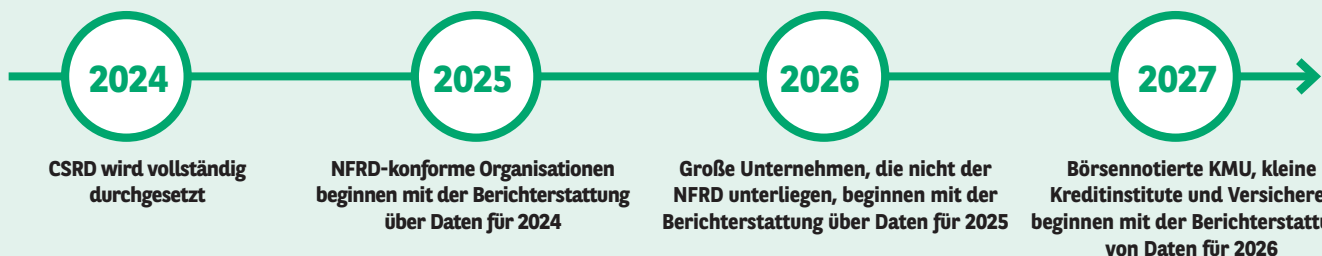 2024
CSRD wird vollständig
durchgesetzt
2025
NFRD-konforme Organisationen
beginnen mit der Berichterstattung
über Daten für 2024
2026
Große Unternehmen, die nicht der
NFRD unterliegen, beginnen mit der
Berichterstattung über Daten für 2025
2027
Börsennotierte KMU, kleine
Kreditinstitute und Versichere
beginnen mit der Berichterstattu
von Daten für 2026